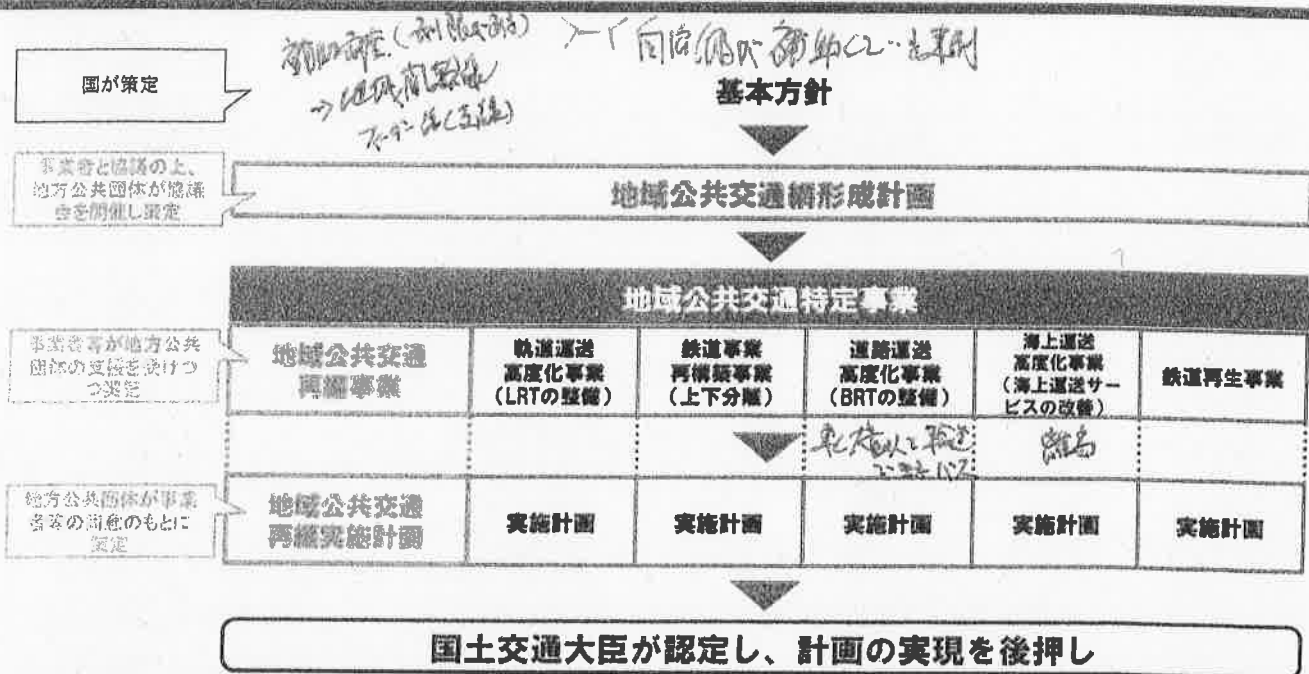 国が策定
基本方針
事業者と協議の上、
地方公共団体が協議
会を開催し策定
地域公共交通網形成計画
地域公共交通特定事業
事業者等が地方公共
団体の支援を受けつ
つ策定
地域公共交通
再編事業
軌道運送
高度化事業
(LRTの整備)
鉄道事業
再構築事業
(上下分離)
道路運送
高度化事業
(BRTの整備)
海上運送
高度化事業
(海上運送サー
ビスの改善)
鉄道再生事業
離島
地方公共団体が事業
者等の同意のもとに
策定
地域公共交通
再編実施計画
実施計画
実施計画
実施計画
実施計画
実施計画
国土交通大臣が認定し、計画の実現を後押し